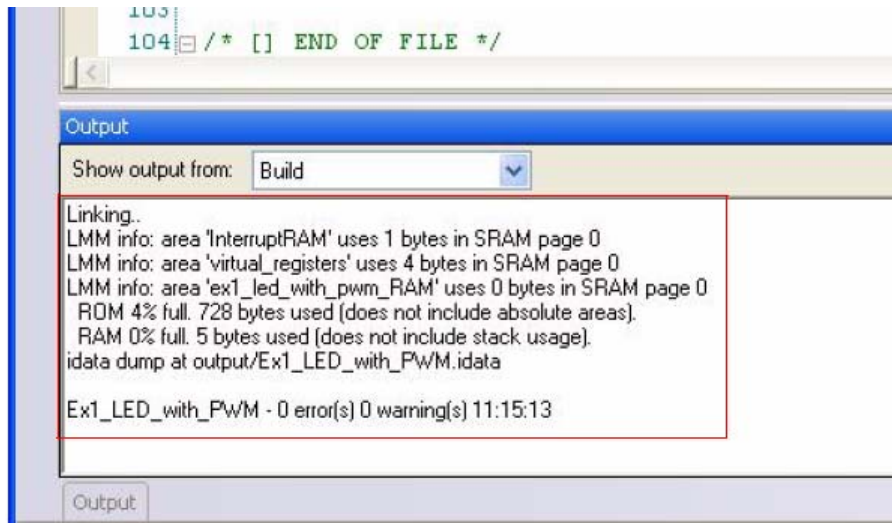 103
104 /* [] END OF FILE */
Output
Show output from: Build
Linking..
LMM info: area 'InterruptRAM' uses 1 bytes in SRAM page 0
LMM info: area 'virtual_registers' uses 4 bytes in SRAM page 0
LMM info: area 'ex1_led_with_pwm_RAM' uses 0 bytes in SRAM page 0
ROM 4% full. 728 bytes used (does not include absolute areas).
RAM 0% full. 5 bytes used (does not include stack usage).
idata dump at output/Ex1_LED_with_PWM.idata
Ex1_LED_with_PWM - 0 error(s) 0 warning(s) 11:15:13
Output